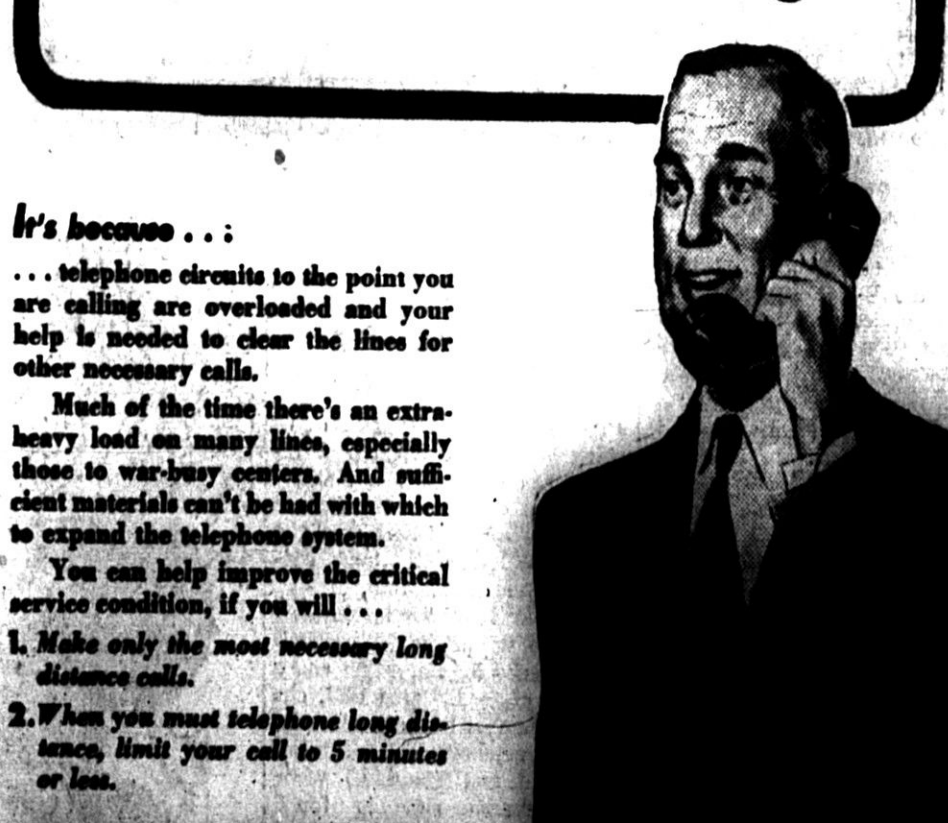 It's because . . :
. . . telephone circuits to the point you
are calling are overloaded and your
help is needed to clear the lines for
other necessary calls.
Much of the time there's an extra-
heavy load on many lines, especially
those to war-busy centers. And suffi-
cient materials can't be had with which
to expand the telephone system.
You can help improve the critical
service condition, if you will . . .
1. Make only the most necessary long
distance calls.
2. When you must telephone long dis-
tance, limit your call to 5 minutes
or less.